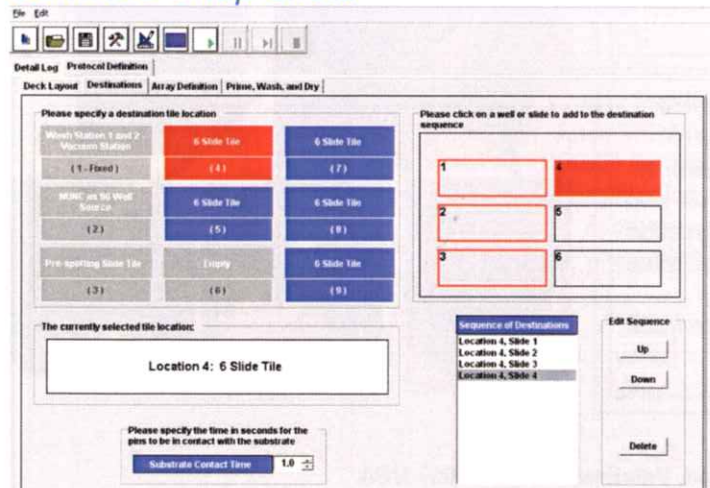 File Edit
Detail Log Protocol Definition
Deck Layout Destinations Array Definition Prime, Wash, and Dry
Please specify a destination tile location
Wash Station 1 and 2 - Vacuum Station
( 1 - Fixed )
6 Slide Tile
( 4 )
6 Slide Tile
( 7 )
NUNC as 96 Well Source
( 2 )
6 Slide Tile
( 5 )
6 Slide Tile
( 8 )
Pre-spotting Slide Tile
( 3 )
Empty
( 6 )
6 Slide Tile
( 9 )
Please click on a well or slide to add to the destination
sequence
1
4
2
5
3
6
The currently selected tile location:
Location 4: 6 Slide Tile
Please specify the time in seconds for the
pins to be in contact with the substrate
Substrate Contact Time 1.0
Sequence of Destinations
Location 4, Slide 1
Location 4, Slide 2
Location 4, Slide 3
Location 4, Slide 4
Edit Sequence
Up
Down
Delete